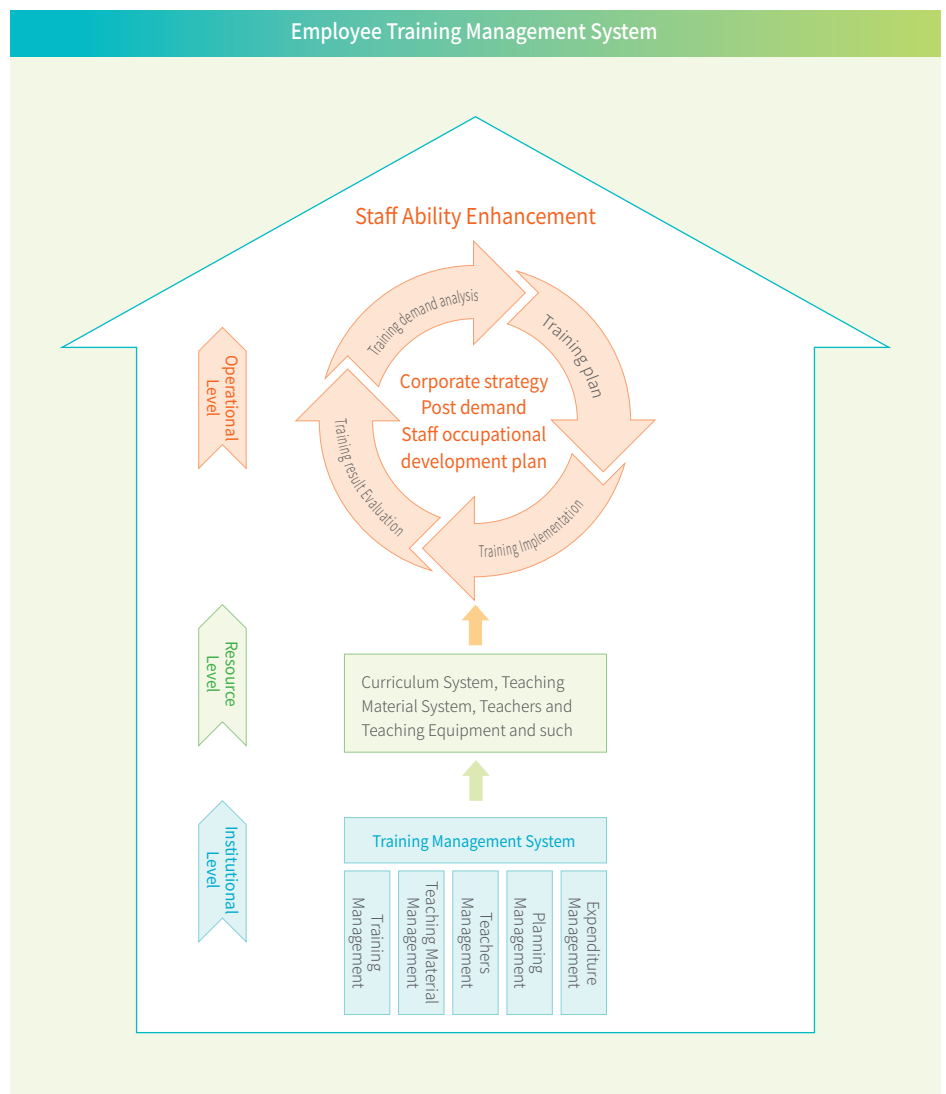 Employee Training Management System
Staff Ability Enhancement
Training demand analysis
Training plan
Training Implementation
Training result Evaluation
Corporate strategy
Post demand
Staff occupational
development plan
Operational
Level
Resource
Level
Curriculum System, Teaching
Material System, Teachers and
Teaching Equipment and such
Institutional
Level
Training Management System
Training
Management
Teaching Material
Management
Teachers
Management
Planning
Management
Expenditure
Management